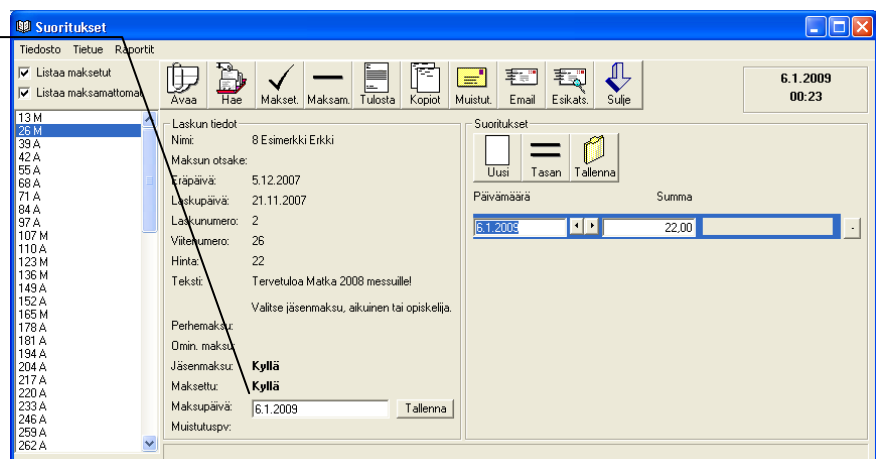 Suoritukset
Tiedosto Tietue Raportit
Listaa maksetut
Listaa maksamattomat
Avaa Hae Makset. Maksam. Tulosta Kopiot Muistut. Email Esikats. Sulje
6.1.2009
00:23
13 M
26 M
39 A
42 A
55 A
68 A
71 A
84 A
97 A
107 M
110 A
123 M
136 M
149 A
152 A
165 M
178 A
181 A
194 A
204 A
217 A
220 A
233 A
246 A
259 A
262 A
Laskun tiedot
Nimi: 8 Esimerkki Erkki
Maksun otsake:
Eräpäivä: 5.12.2007
Laskupäivä: 21.11.2007
Laskunumero: 2
Viitenumero: 26
Hinta: 22
Teksti: Tervetuloa Matka 2008 messuille!
Valitse jäsenmaksu, aikuinen tai opiskelija.
Perhemaksu:
Omin. maksu:
Jäsenmaksu: Kyllä
Maksettu: Kyllä
Maksupäivä: 6.1.2009 Tallenna
Muistutuspv:
Suoritukset
Uusi Tasan Tallenna
Päivämäärä Summa
6.1.2009 22,00 -